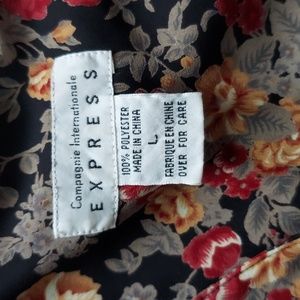 Compagnie Internationale
EXPRESS
100% POLYESTER
MADE IN CHINA
L
FABRIQUE EN CHINE
OVER FOR CARE